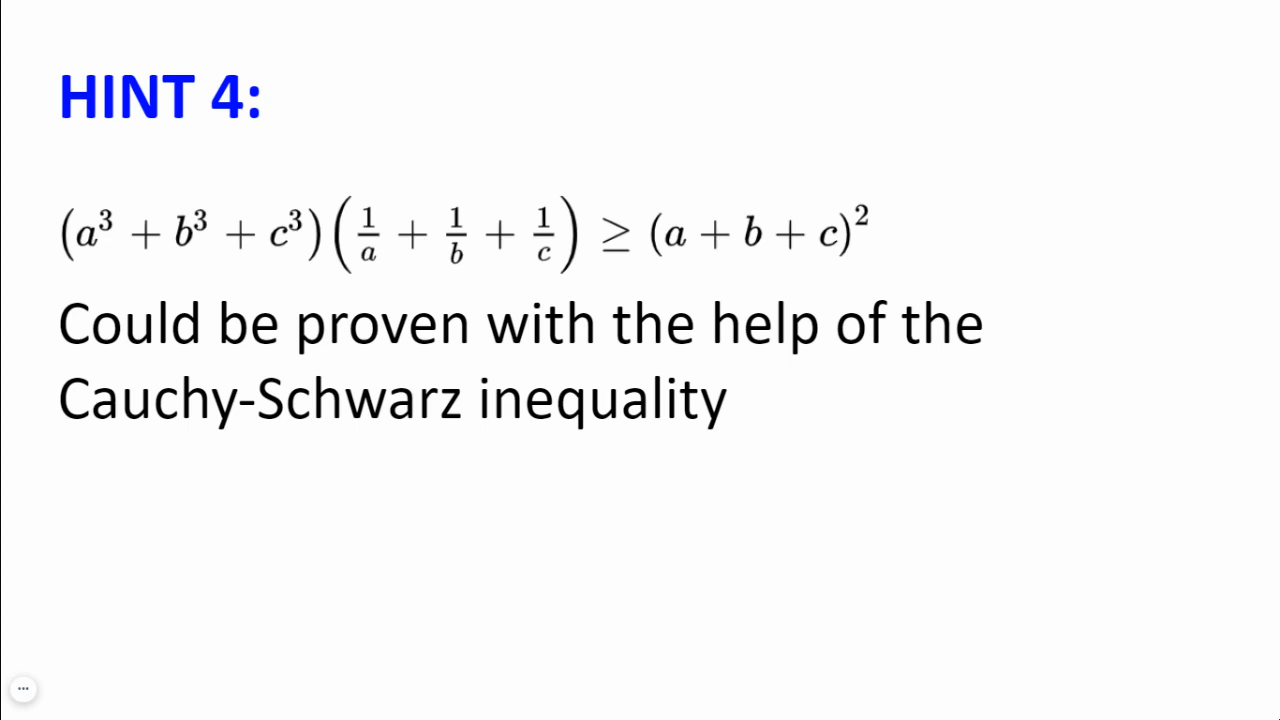 HINT 4:
(a³ + b³ + c³)(1/a + 1/b + 1/c) ≥ (a + b + c)²
Could be proven with the help of the
Cauchy-Schwarz inequality